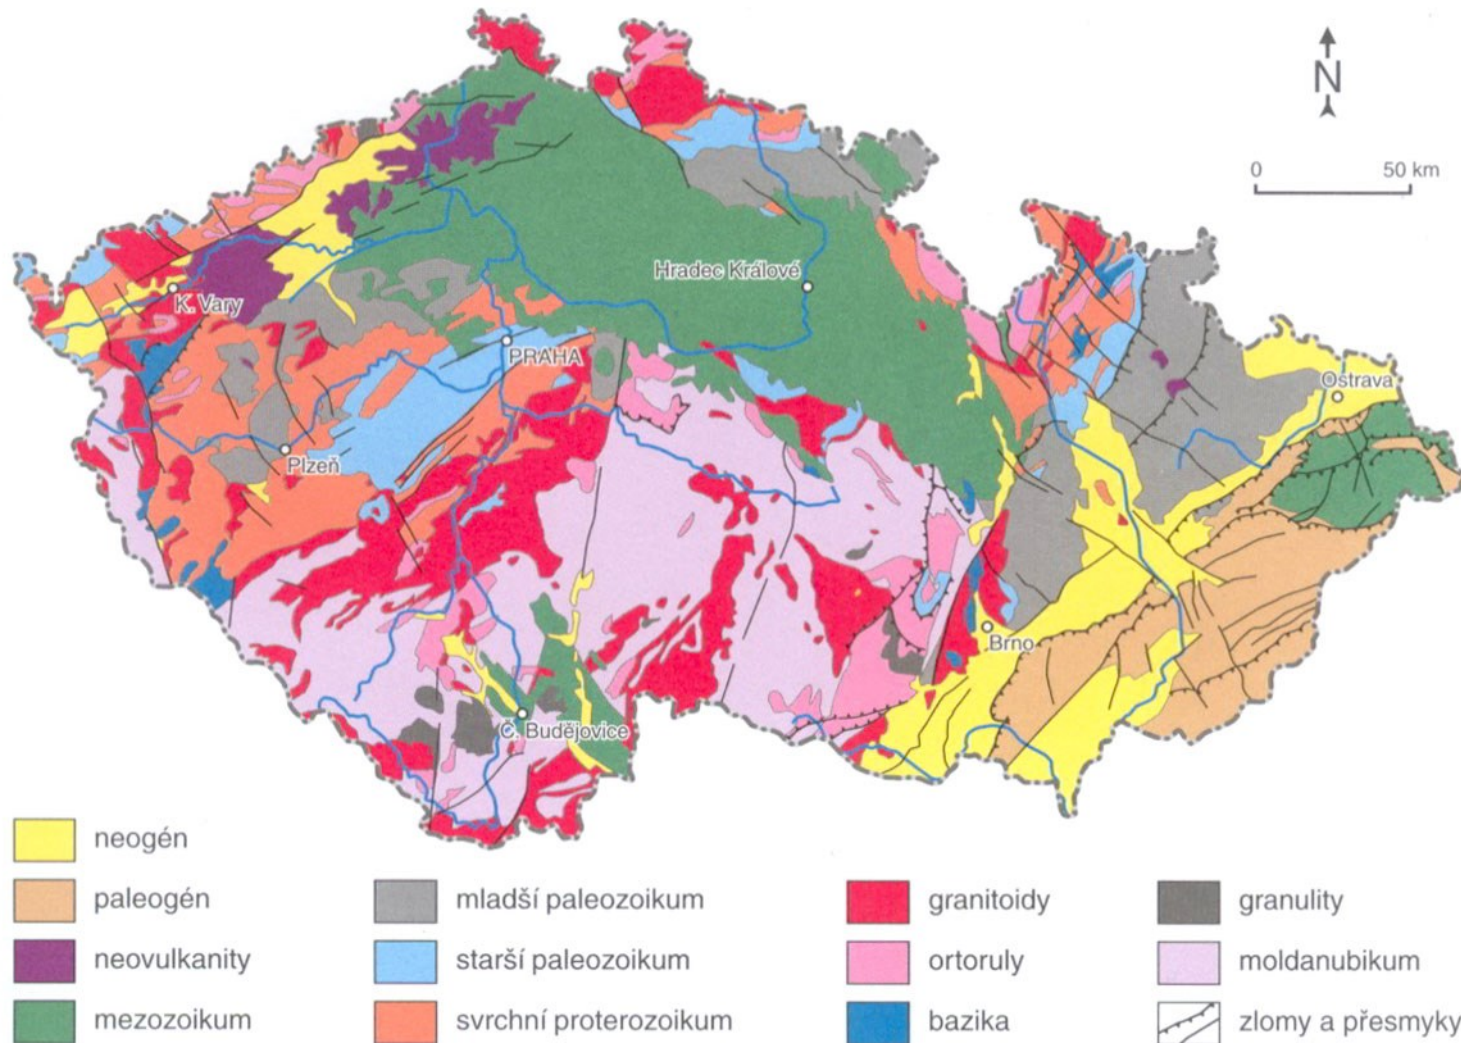 N
0 50 km
Hradec Králové
K. Vary
PRAHA
Ostrava
Plzeň
Brno
Č. Budějovice
neogén
paleogén
mladší paleozoikum
granitoidy
granulity
neovulkanity
starší paleozoikum
ortoruly
moldanubikum
mezozoikum
svrchní proterozoikum
bazika
zlomy a přesmyky